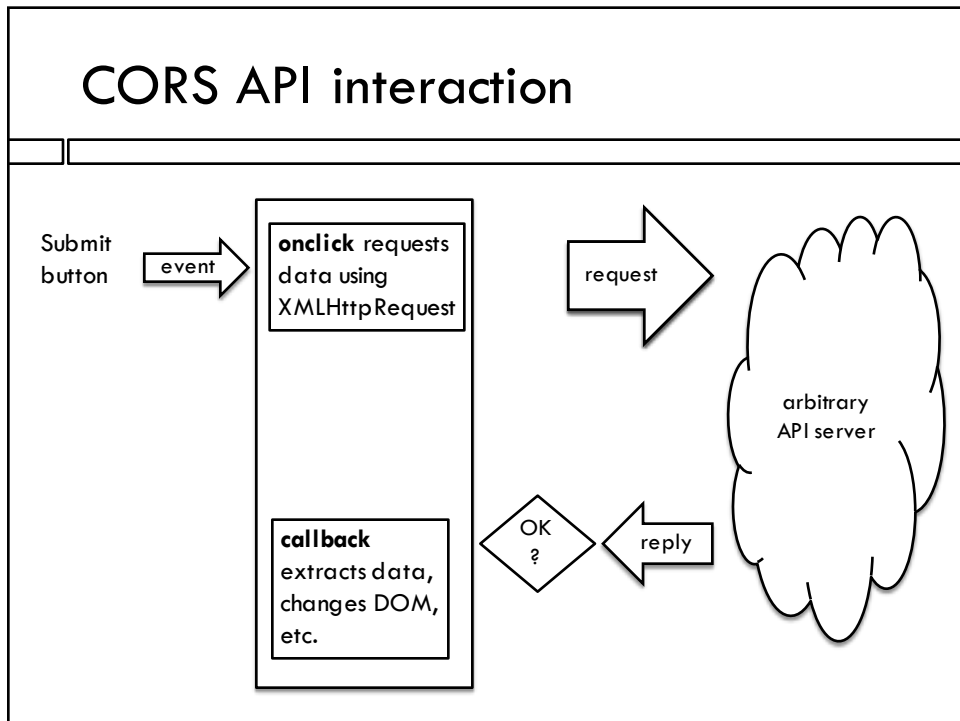 CORS API interaction
Submit
button
event
onclick requests
data using
XMLHttpRequest
request
arbitrary
API server
callback
extracts data,
changes DOM,
etc.
OK
?
reply